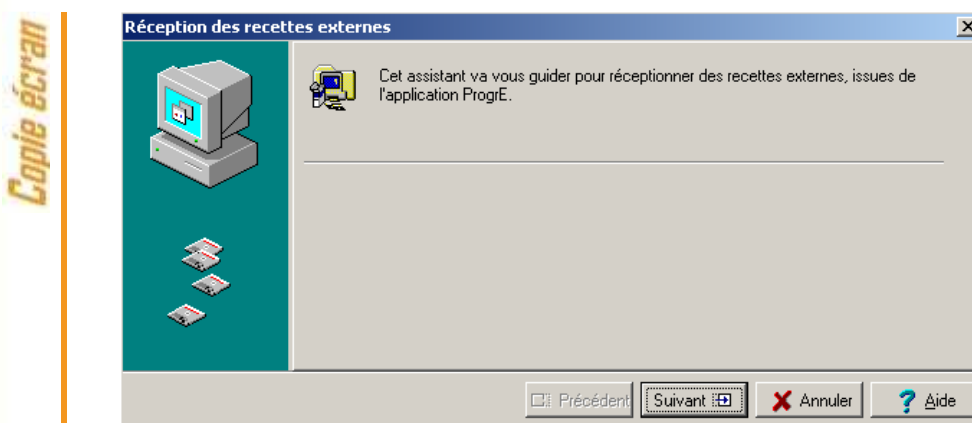 Copie écran
Réception des recettes externes
Cet assistant va vous guider pour réceptionner des recettes externes, issues de
l'application ProgrE.
Précédent
Suivant
Annuler
Aide